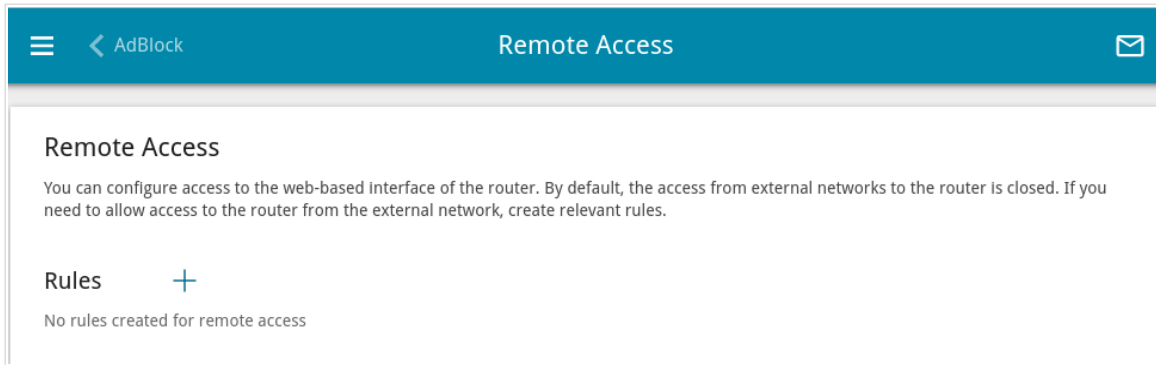 AdBlock
Remote Access
Remote Access
You can configure access to the web-based interface of the router. By default, the access from external networks to the router is closed. If you
need to allow access to the router from the external network, create relevant rules.
Rules
No rules created for remote access